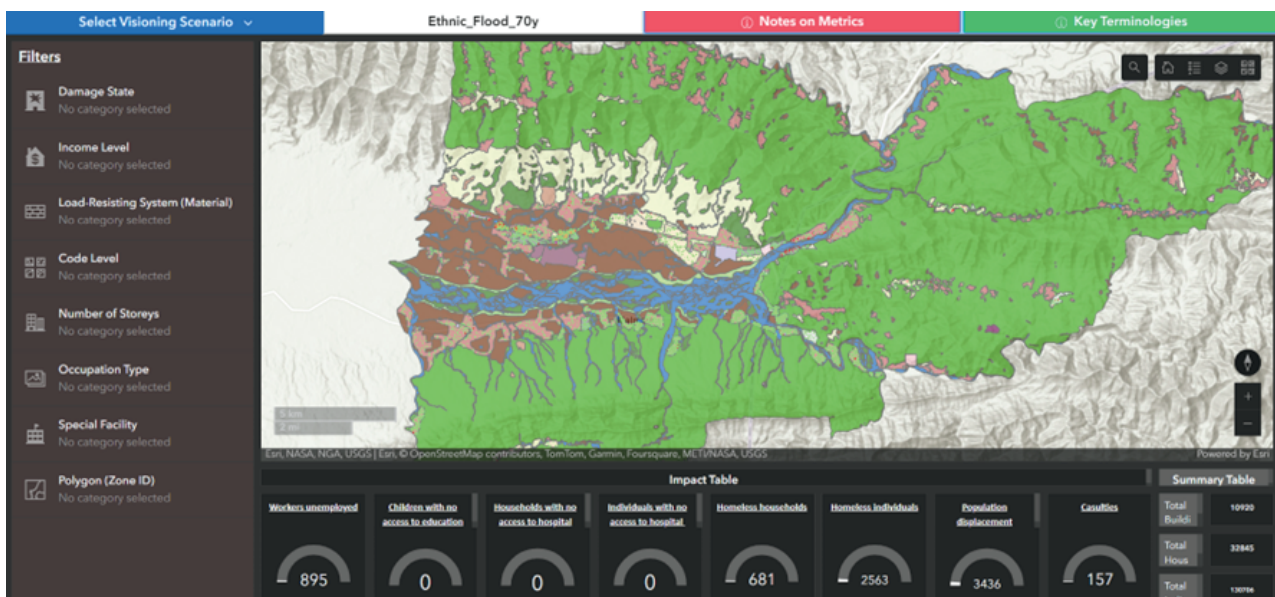 Select Visioning Scenario
Ethnic_Flood_70y
Notes on Metrics
Key Terminologies
Filters
Damage State
No category selected
Income Level
No category selected
Load-Resisting System (Material)
No category selected
Code Level
No category selected
Number of Storeys
No category selected
Occupation Type
No category selected
Special Facility
No category selected
Polygon (Zone ID)
No category selected
5 km
2 mi
Esri, NASA, NGA, USGS | Esri, © OpenStreetMap contributors, TomTom, Garmin, Foursquare, METI/NASA, USGS
Powered by Esri
Impact Table
Workers unemployed
895
Children with no
access to education
0
Households with no
access to hospital
0
Individuals with no
access to hospital
0
Homeless households
681
Homeless individuals
2563
Population
displacement
3436
Casulties
157
Summary Table
Total
Buildi
10920
Total
Hous
32845
Total
130706